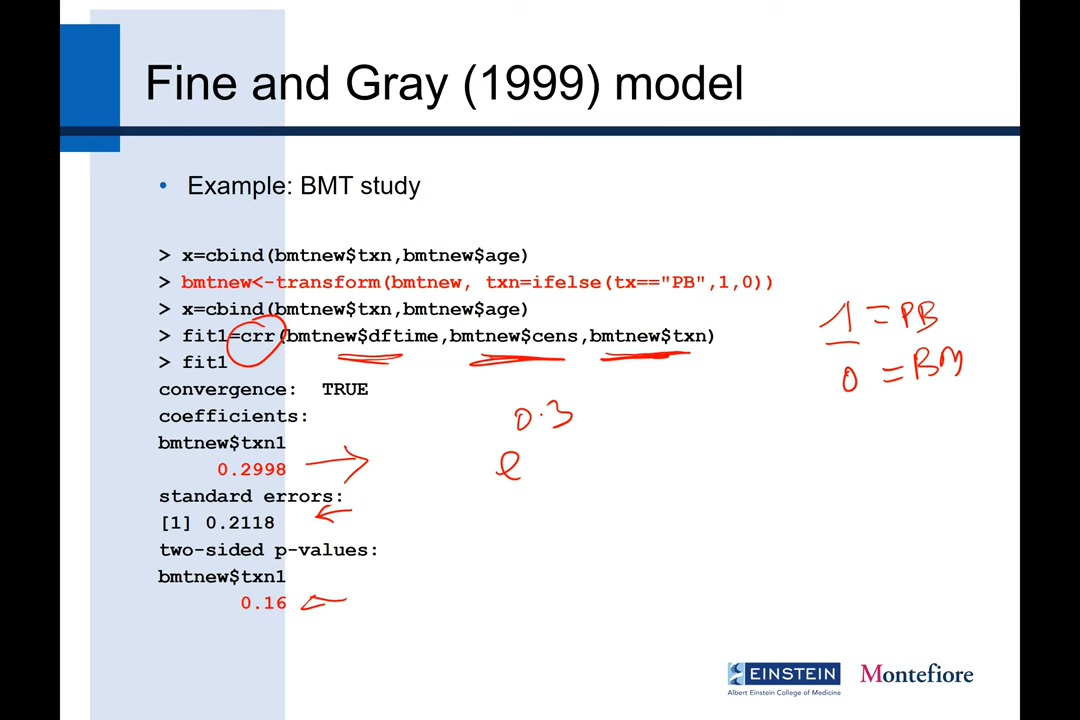 Fine and Gray (1999) model
• Example: BMT study
> x=cbind(bmtnew$txn,bmtnew$age)
> bmtnew<-transform(bmtnew, txn=ifelse(tx=="PB",1,0))
> x=cbind(bmtnew$txn,bmtnew$age)
> fit1=crr(bmtnew$dftime,bmtnew$cens,bmtnew$txn)
> fit1
convergence:  TRUE
coefficients:
bmtnew$txn1
0.2998
standard errors:
[1] 0.2118
two-sided p-values:
bmtnew$txn1
0.16
1 = PB
0 = BM
0.3
e
EINSTEIN
Albert Einstein College of Medicine
Montefiore